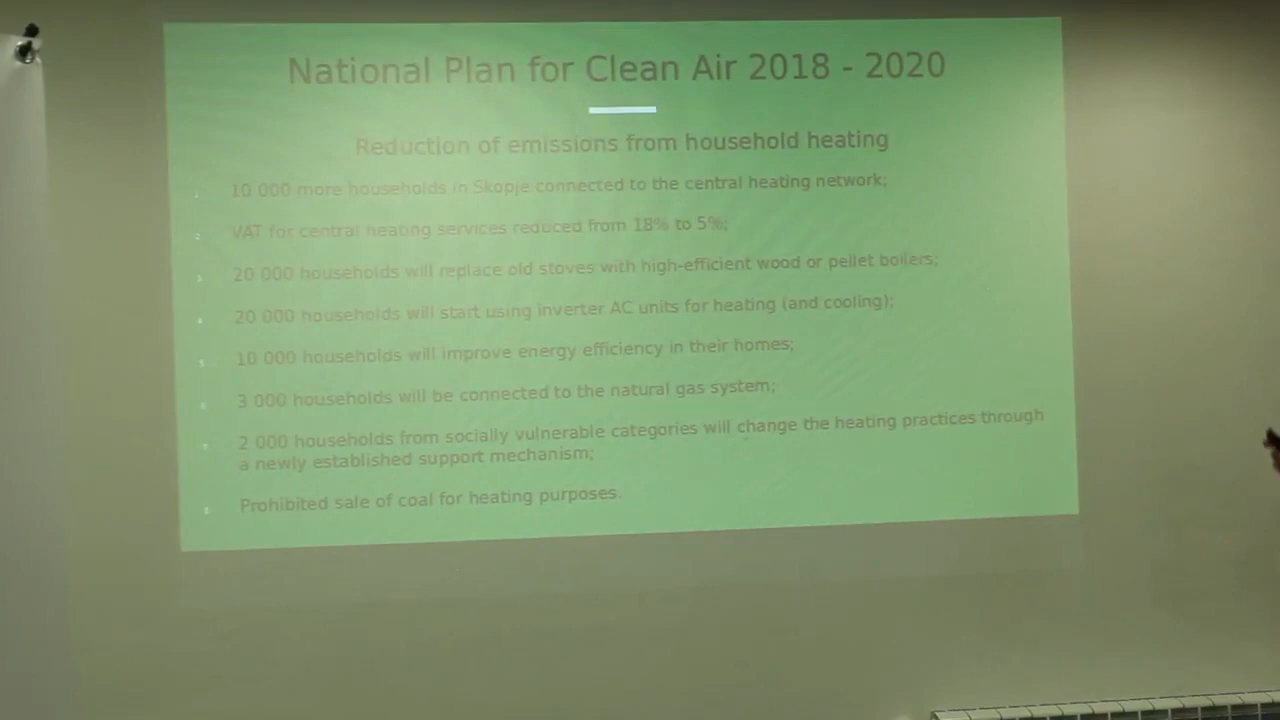 National Plan for Clean Air 2018 - 2020
Reduction of emissions from household heating
10 000 more households in Skopje connected to the central heating network;
VAT for central heating services reduced from 18% to 5%;
20 000 households will replace old stoves with high-efficient wood or pellet boilers;
20 000 households will start using inverter AC units for heating (and cooling);
10 000 households will improve energy efficiency in their homes;
3 000 households will be connected to the natural gas system;
2 000 households from socially vulnerable categories will change the heating practices through
a newly established support mechanism;
Prohibited sale of coal for heating purposes.